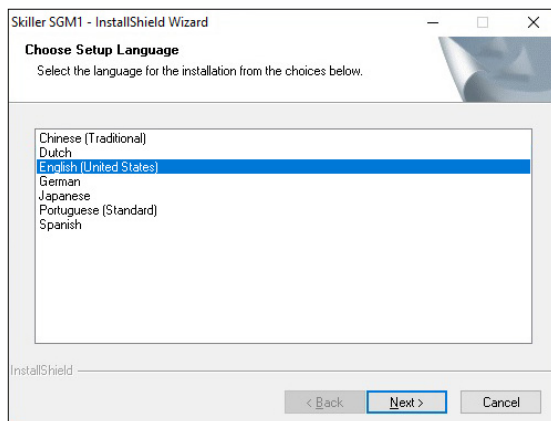 Skiller SGM1 - InstallShield Wizard
Choose Setup Language
Select the language for the installation from the choices below.
Chinese (Traditional)
Dutch
English (United States)
German
Japanese
Portuguese (Standard)
Spanish
InstallShield
< Back
Next >
Cancel